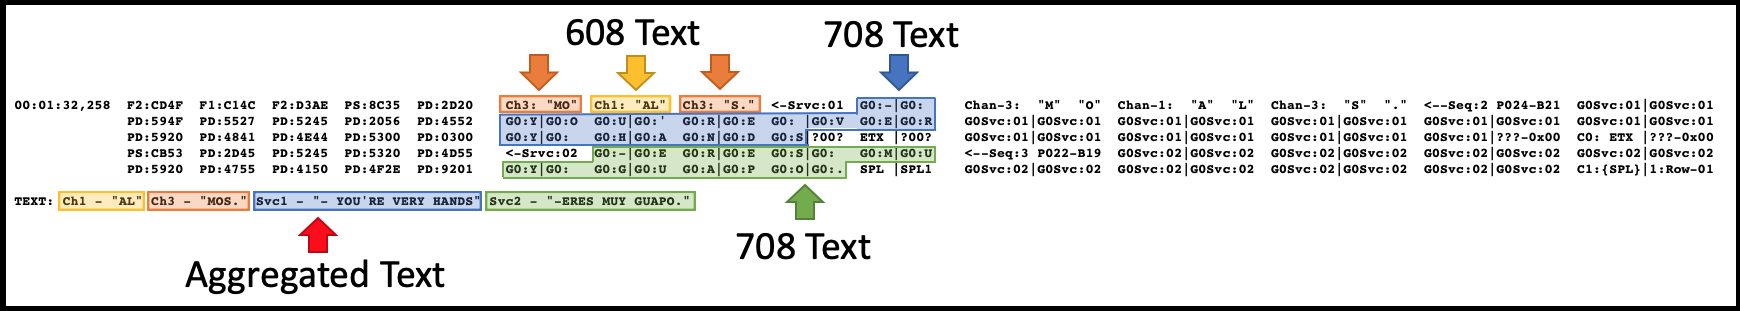 608 Text 708 Text
00:01:32,258 F2:CD4F F1:C14C F2:D3AE PS:8C35 PD:2D20 Ch3: "MO" Ch1: "AL" Ch3: "S." <-Srvc:01 G0:-|G0: Chan-3: "M" "O" Chan-1: "A" "L" Chan-3: "S" "." <--Seq:2 P024-B21 G0Svc:01|G0Svc:01
PD:594F PD:5527 PD:5245 PD:2056 PD:4552 G0:Y|G0:O G0:U|G0:' G0:R|G0:E G0: |G0:V G0:E|G0:R G0Svc:01|G0Svc:01 G0Svc:01|G0Svc:01 G0Svc:01|G0Svc:01 G0Svc:01|G0Svc:01 G0Svc:01|G0Svc:01
PD:5920 PD:4841 PD:4E44 PD:5300 PD:0300 G0:Y|G0: G0:H|G0:A G0:N|G0:D G0:S|?00? ETX |?00? G0Svc:01|G0Svc:01 G0Svc:01|G0Svc:01 G0Svc:01|G0Svc:01 G0Svc:01|???-0x00 C0: ETX |???-0x00
PS:CB53 PD:2D45 PD:5245 PD:5320 PD:4D55 <-Srvc:02 G0:-|G0:E G0:R|G0:E G0:S|G0: G0:M|G0:U <--Seq:3 P022-B19 G0Svc:02|G0Svc:02 G0Svc:02|G0Svc:02 G0Svc:02|G0Svc:02 G0Svc:02|G0Svc:02
PD:5920 PD:4755 PD:4150 PD:4F2E PD:9201 G0:Y|G0: G0:G|G0:U G0:A|G0:P G0:O|G0:. SPL |SPL1 G0Svc:02|G0Svc:02 G0Svc:02|G0Svc:02 G0Svc:02|G0Svc:02 G0Svc:02|G0Svc:02 C1:{SPL}|1:Row-01
TEXT: Ch1 - "AL" Ch3 - "MOS." Svc1 - "- YOU'RE VERY HANDS" Svc2 - "-ERES MUY GUAPO."
708 Text
Aggregated Text